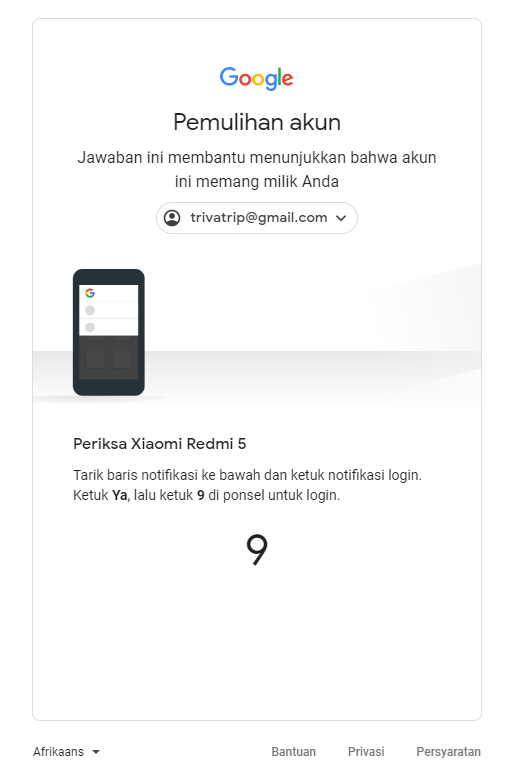 Google
Pemulihan akun
Jawaban ini membantu menunjukkan bahwa akun
ini memang milik Anda
trivatrip@gmail.com
G
Periksa Xiaomi Redmi 5
Tarik baris notifikasi ke bawah dan ketuk notifikasi login.
Ketuk Ya, lalu ketuk 9 di ponsel untuk login.
9
Afrikaans Bantuan Privasi Persyaratan